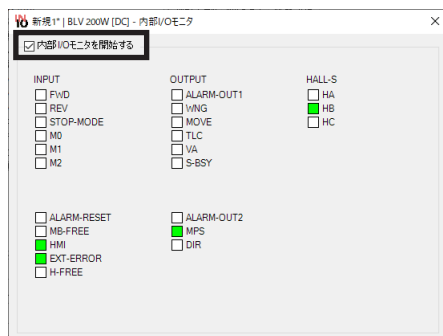 新規1* | BLV 200W [DC] - 内部I/Oモニタ
内部I/Oモニタを開始する
INPUT
FWD
REV
STOP-MODE
M0
M1
M2
ALARM-RESET
MB-FREE
HMI
EXT-ERROR
H-FREE
OUTPUT
ALARM-OUT1
WNG
MOVE
TLC
VA
S-BSY
ALARM-OUT2
MPS
DIR
HALL-S
HA
HB
HC